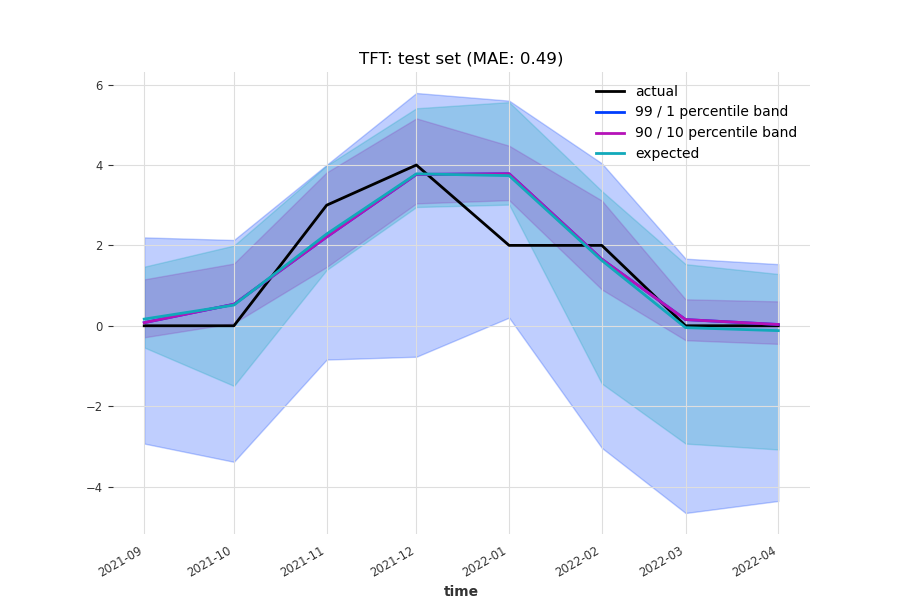 TFT: test set (MAE: 0.49)
actual
99 / 1 percentile band
90 / 10 percentile band
expected
6
4
2
0
−2
−4
2021-09
2021-10
2021-11
2021-12
2022-01
2022-02
2022-03
2022-04
time